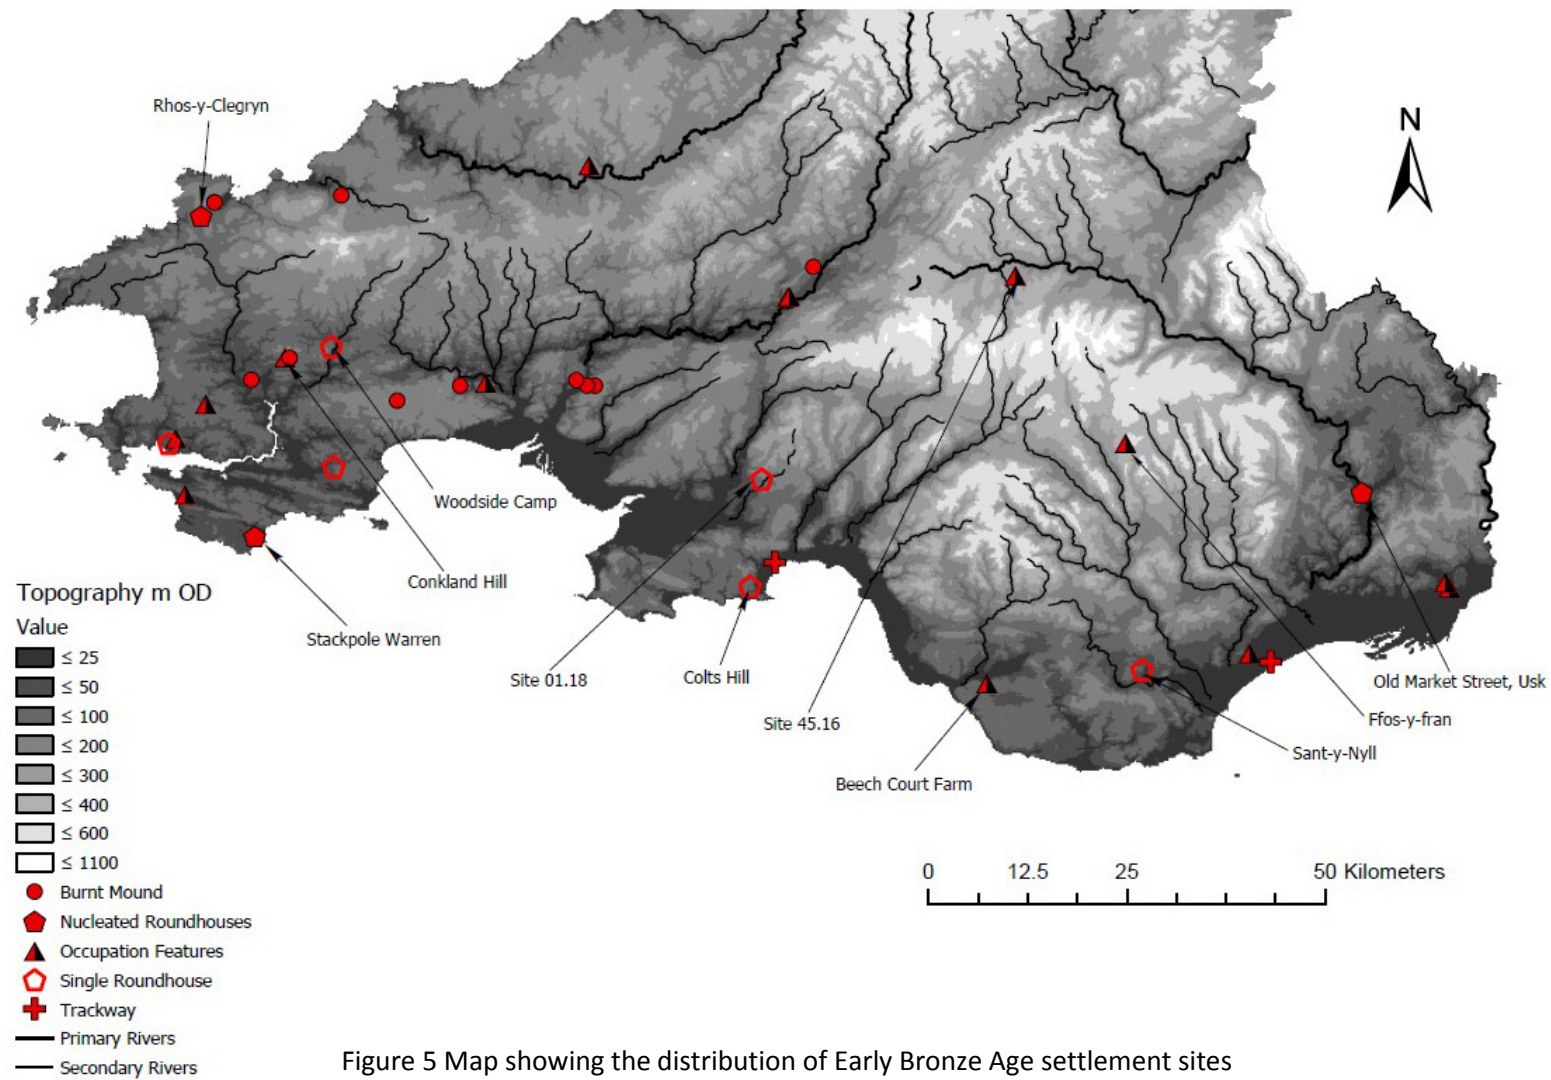 Rhos-y-Clegryn
N
Woodside Camp
Conkland Hill
Stackpole Warren
Site 01.18
Colts Hill
Site 45.16
Beech Court Farm
Old Market Street, Usk
Ffos-y-fran
Sant-y-Nyll
Topography m OD
Value
≤ 25
≤ 50
≤ 100
≤ 200
≤ 300
≤ 400
≤ 600
≤ 1100
Burnt Mound
Nucleated Roundhouses
Occupation Features
Single Roundhouse
Trackway
Primary Rivers
Secondary Rivers
0 12.5 25 50 Kilometers
Figure 5 Map showing the distribution of Early Bronze Age settlement sites